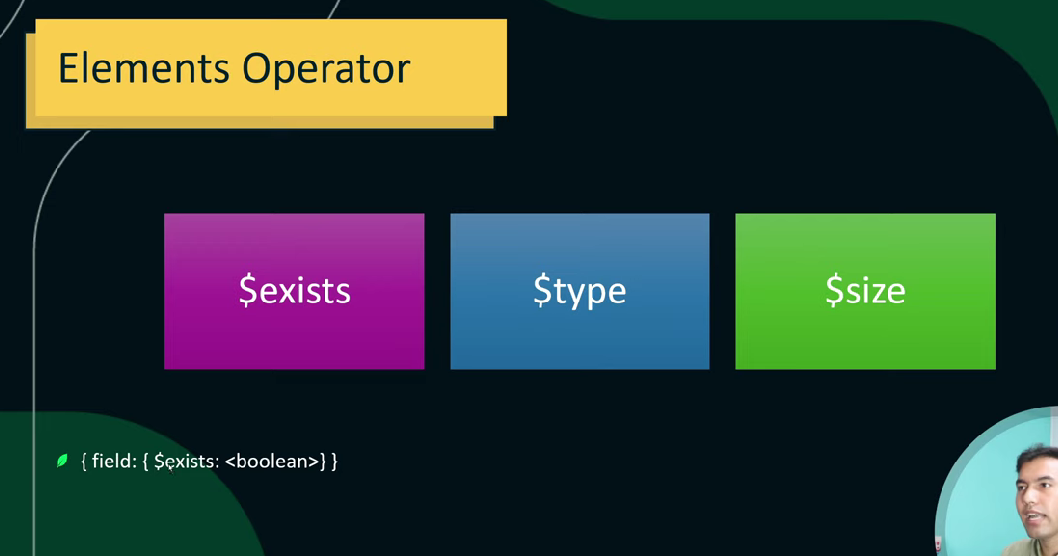 Elements Operator
$exists
$type
$size
{ field: { $exists: <boolean>} }